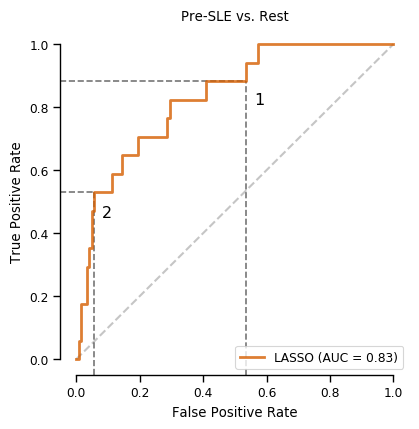 Pre-SLE vs. Rest
1.0
0.8
0.6
0.4
0.2
0.0
True Positive Rate
1
2
LASSO (AUC = 0.83)
0.0 0.2 0.4 0.6 0.8 1.0
False Positive Rate